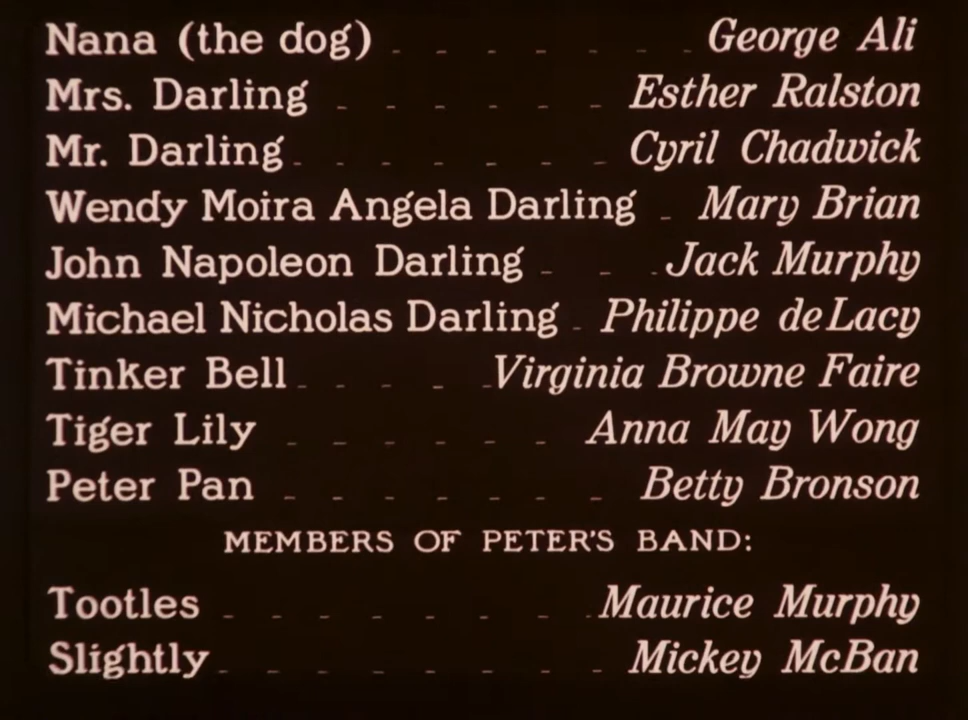 Nana (the dog) - - - - - - George Ali
Mrs. Darling - - - - - - Esther Ralston
Mr. Darling - - - - - - - Cyril Chadwick
Wendy Moira Angela Darling - Mary Brian
John Napoleon Darling - - - Jack Murphy
Michael Nicholas Darling - Philippe deLacy
Tinker Bell - - - - - Virginia Browne Faire
Tiger Lily - - - - - - Anna May Wong
Peter Pan - - - - - - - Betty Bronson
MEMBERS OF PETER'S BAND:
Tootles - - - - - - - - Maurice Murphy
Slightly - - - - - - - - Mickey McBan